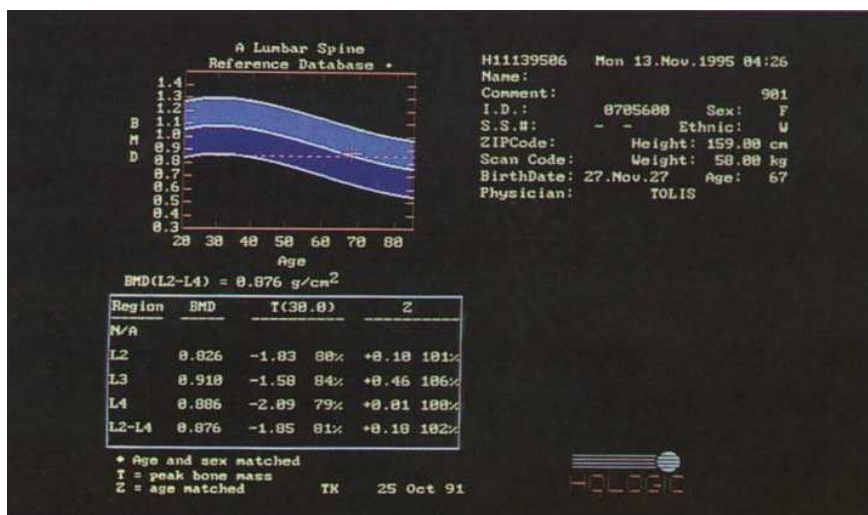 A Lumbar Spine
Reference Database *
1.4
1.3
1.2
1.1
1.0
0.9
0.8
0.7
0.6
0.5
0.4
0.3
B
M
D
20 30 40 50 60 70 80
Age
BMD(L2-L4) = 0.876 g/cm2
H11139506 Mon 13.Nov.1995 04:26
Name:
Comment: 901
I.D.: 0705600 Sex: F
S.S.#: - - Ethnic: W
ZIPCode: Height: 159.00 cm
Scan Code: Weight: 58.00 kg
BirthDate: 27.Nov.27 Age: 67
Physician: TOLIS
Region BMD T(30.0) Z
N/A
L2 0.826 -1.83 80% +0.10 101%
L3 0.910 -1.58 84% +0.46 106%
L4 0.886 -2.09 79% +0.01 100%
L2-L4 0.876 -1.85 81% +0.18 102%
* Age and sex matched
T = peak bone mass
Z = age matched TK 25 Oct 91
HOLOGIC